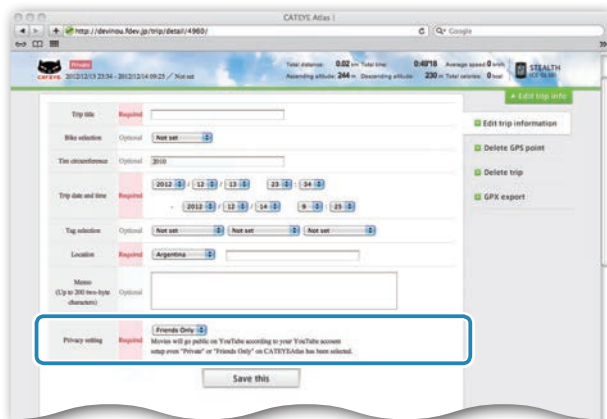 CATEYE Atlas |
http://devinou.fdev.jp/trip/detail/4960/
Google
Private
CATEYE 2012/12/13 23:34 - 2012/12/14 09:25 / Not set
Total distance: 0.02 km Total time: 0:49'18 Average speed 0 km/h
Ascending altitude: 244 m Descending altitude: 230 m Total calories: 0 kcal
STEALTH
+ Edit trip info
Trip title Required
Bike selection Optional Not set
Tire circumference Optional 2010
Trip date and time Required 2012 / 12 / 13 23 : 34
- 2012 / 12 / 14 9 : 25
Tag selection Optional Not set Not set Not set
Location Required Argentina
Memo
(Up to 200 two-byte
characters) Optional
Privacy setting Required Friends Only
Movies will go public on YouTube according to your YouTube account
setup even "Private" or "Friends Only" on CATEYEAtlas has been selected.
Save this
Edit trip information
Delete GPS point
Delete trip
GPX export